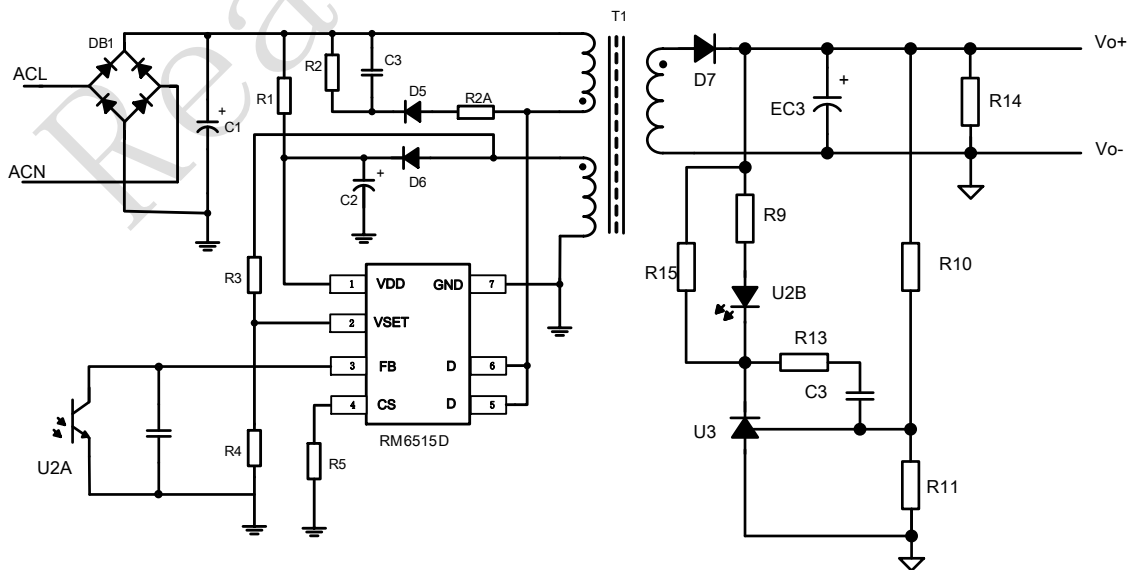 T1
DB1
Vo+
ACL
R2
C3
D7
R1
D5
R2A
EC3
+
R14
+
C1
ACN
D6
+
C2
Vo-
R9
R3
R15
R10
1 VDD GND 7
U2B
2 VSET
R13
3 FB D 6
C3
4 CS D 5
U3
RM6515D
U2A
R4
R5
R11
Rea